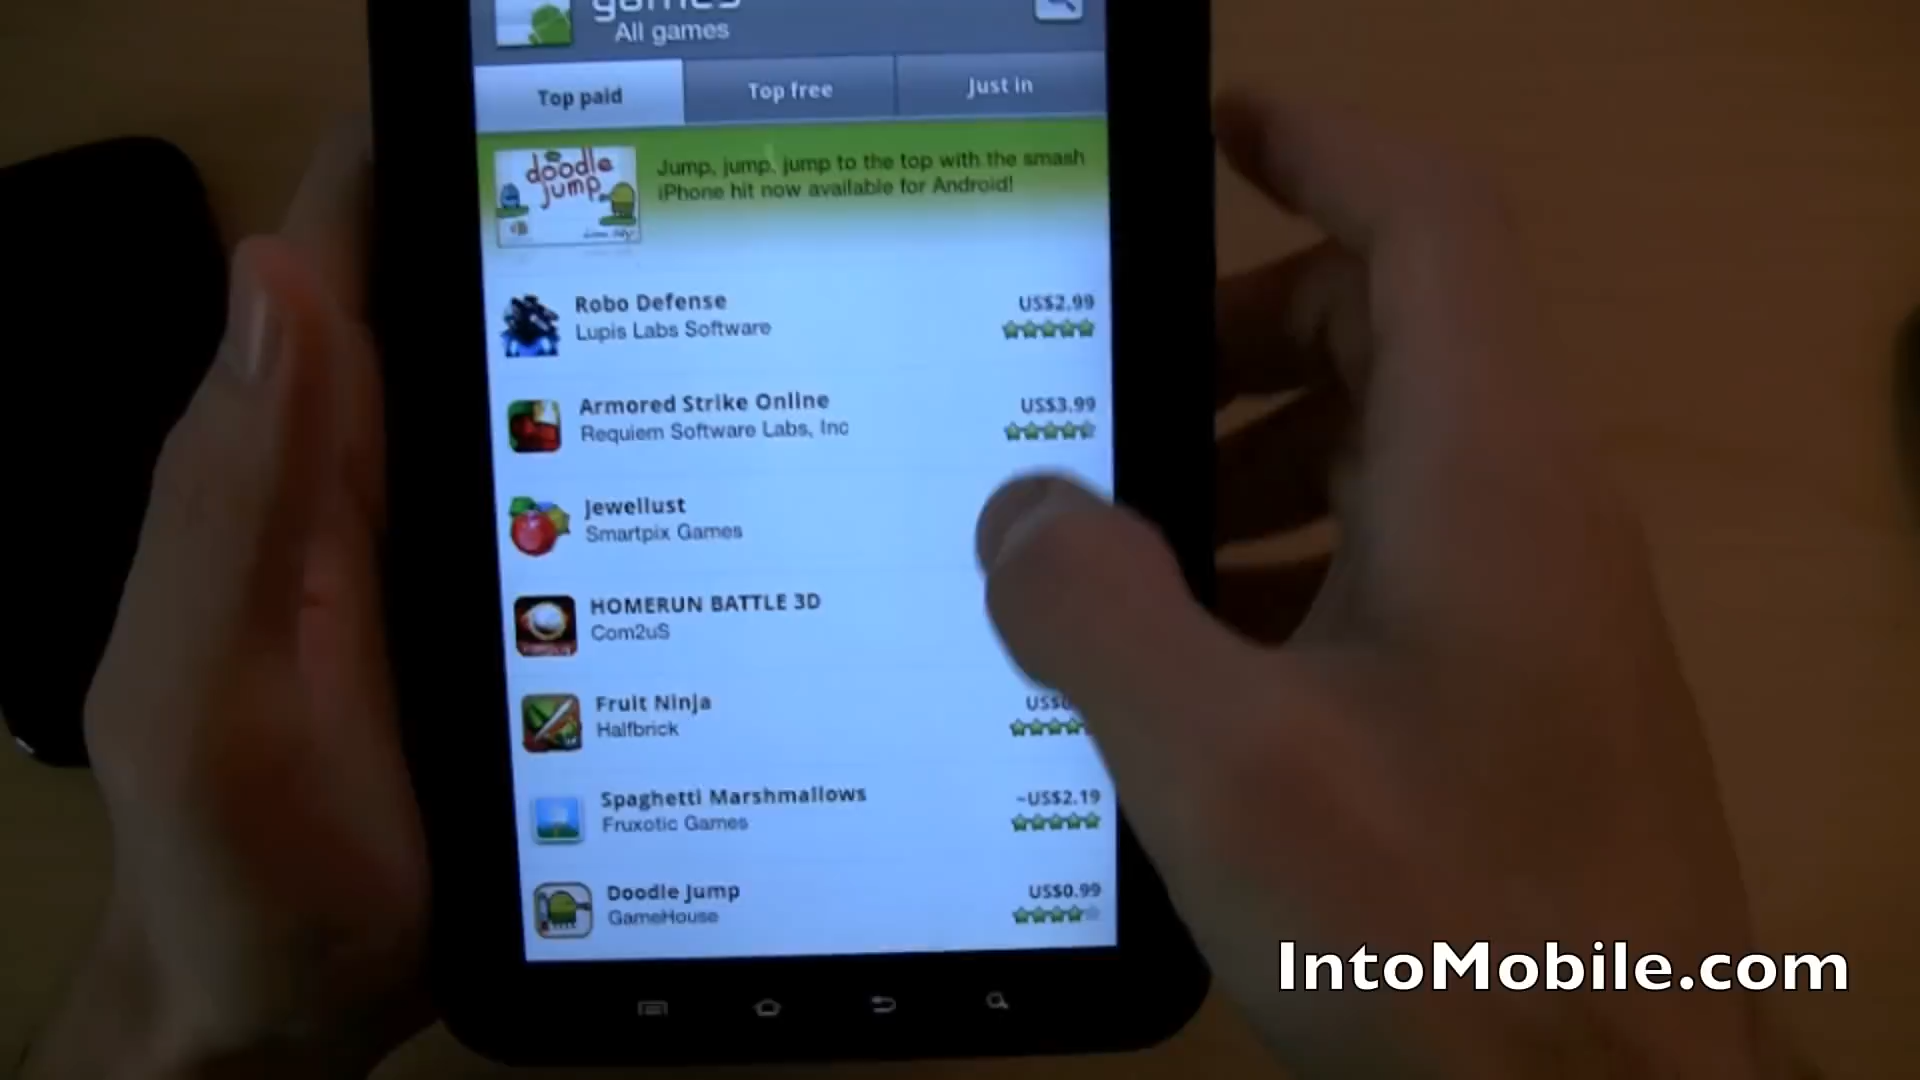 games
All games
Top paid
Top free
Just in
doodle
jump
Jump, jump, jump to the top with the smash
iPhone hit now available for Android!
Robo Defense
US$2.99
Lupis Labs Software
Armored Strike Online
US$3.99
Requiem Software Labs, Inc
Jewellust
Smartpix Games
HOMERUN BATTLE 3D
Com2uS
Fruit Ninja
Halfbrick
Spaghetti Marshmallows
~US$2.19
Fruxotic Games
Doodle Jump
US$0.99
GameHouse
IntoMobile.com